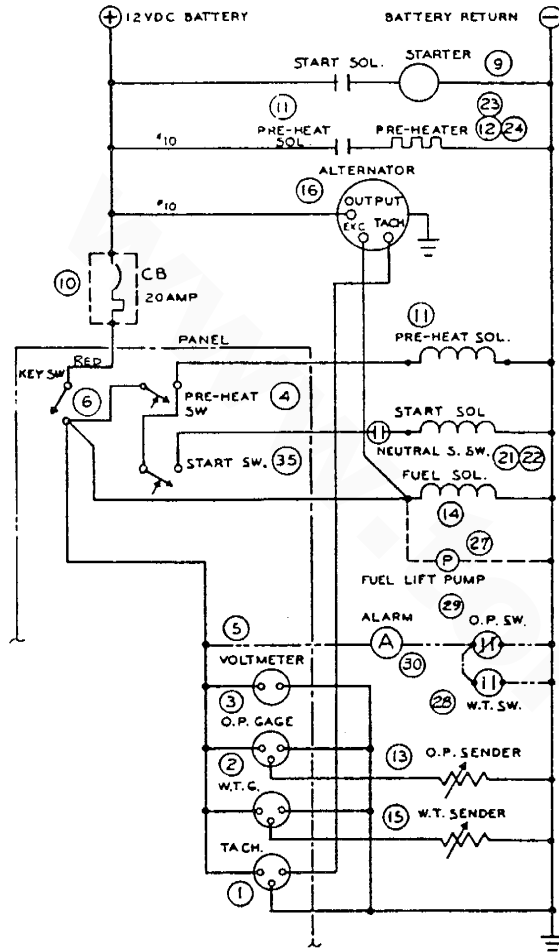 12VDC BATTERY
BATTERY RETURN
START SOL.
STARTER
9
11
23
#10
PRE-HEAT SOL.
PRE-HEATER
12
24
ALTERNATOR
16
OUTPUT
#10
EXC
TACH
10
CB
20 AMP
PANEL
11
PRE-HEAT SOL.
RED
KEY SW
6
PRE-HEAT SW
4
START SOL
NEUTRAL S. SW.
START SW.
35
21
22
FUEL SOL.
14
27
P
FUEL LIFT PUMP
29
5
ALARM
O.P. SW.
A
VOLTMETER
30
3
28
W.T. SW.
O.P. GAGE
2
13
O.P. SENDER
W.T.G.
15
W.T. SENDER
TACH.
1